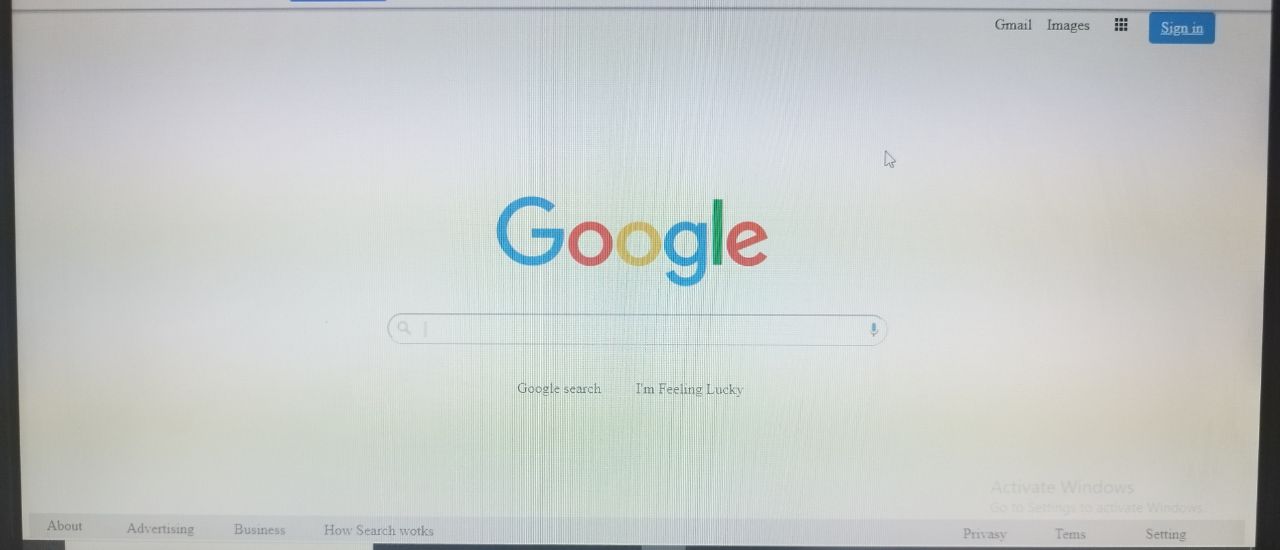 Gmail Images Sign in
Google
Google search I'm Feeling Lucky
Activate Windows
Go to Settings to activate Windows.
About Advertising Business How Search works Privasy Tems Setting